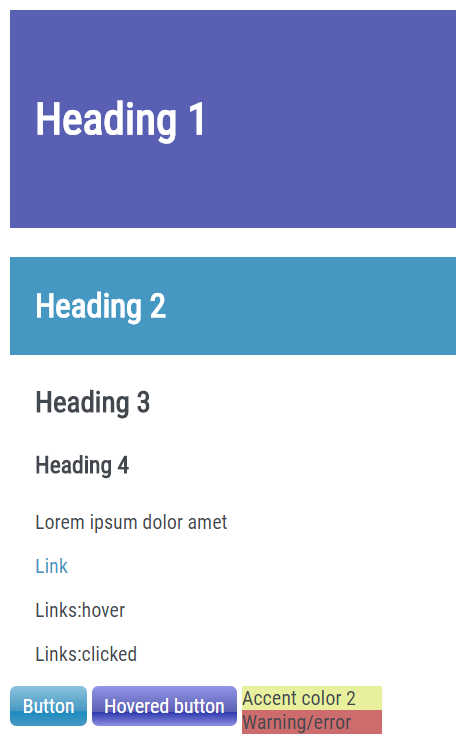 Heading 1
Heading 2
Heading 3
Heading 4
Lorem ipsum dolor amet
Link
Links:hover
Links:clicked
Button
Hovered button
Accent color 2
Warning/error